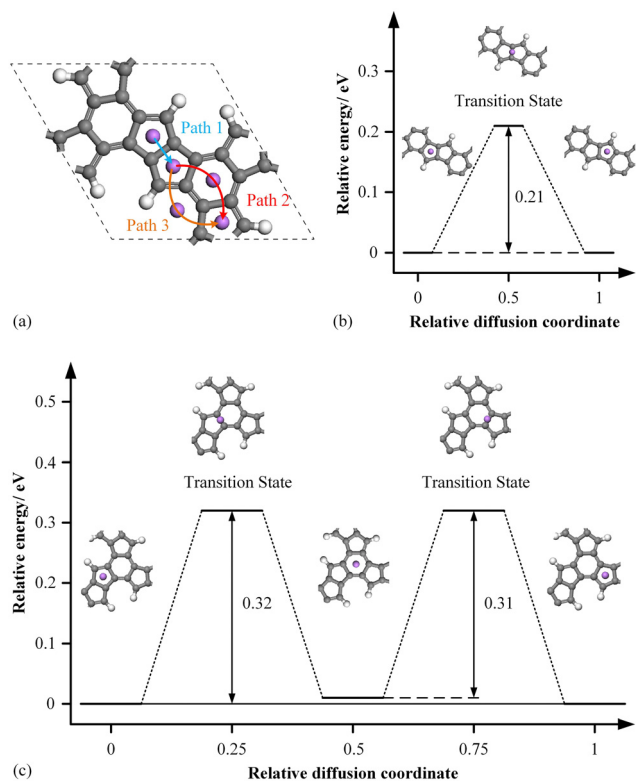 Path 1
Path 2
Path 3
(a)
Relative energy/ eV
0.3
0.2
0.1
0
Transition State
0.21
0
0.5
1
Relative diffusion coordinate
(b)
Relative energy/ eV
0.5
0.4
0.3
0.2
0.1
0
Transition State
Transition State
0.32
0.31
0
0.25
0.5
0.75
1
Relative diffusion coordinate
(c)